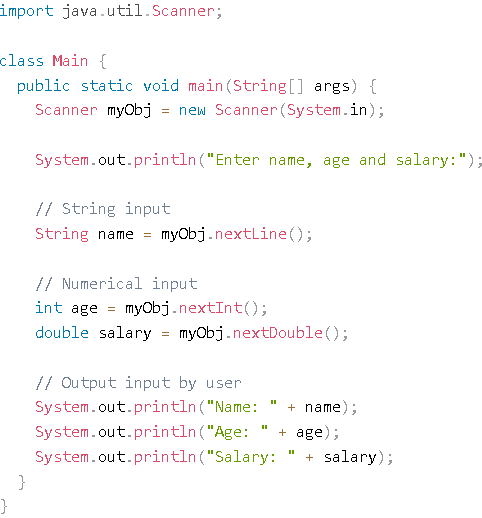 import java.util.Scanner;

class Main {
  public static void main(String[] args) {
    Scanner myObj = new Scanner(System.in);

    System.out.println("Enter name, age and salary:");

    // String input
    String name = myObj.nextLine();

    // Numerical input
    int age = myObj.nextInt();
    double salary = myObj.nextDouble();

    // Output input by user
    System.out.println("Name: " + name);
    System.out.println("Age: " + age);
    System.out.println("Salary: " + salary);
  }
}